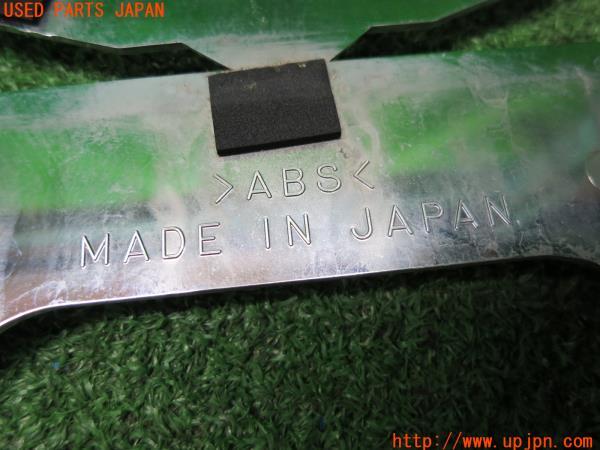 USED PARTS JAPAN
>ABS<
MADE IN JAPAN
http://www.upjpn.com/